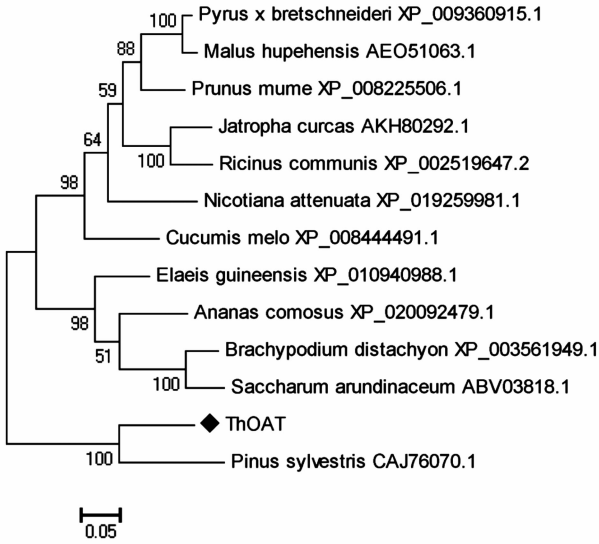 100 Pyrus x bretschneideri XP_009360915.1
88 Malus hupehensis AEO51063.1
59 Prunus mume XP_008225506.1
Jatropha curcas AKH80292.1
64
100 Ricinus communis XP_002519647.2
98 Nicotiana attenuata XP_019259981.1
Cucumis melo XP_008444491.1
Elaeis guineensis XP_010940988.1
98 Ananas comosus XP_020092479.1
51 Brachypodium distachyon XP_003561949.1
100 Saccharum arundinaceum ABV03818.1
ThOAT
100 Pinus sylvestris CAJ76070.1
0.05